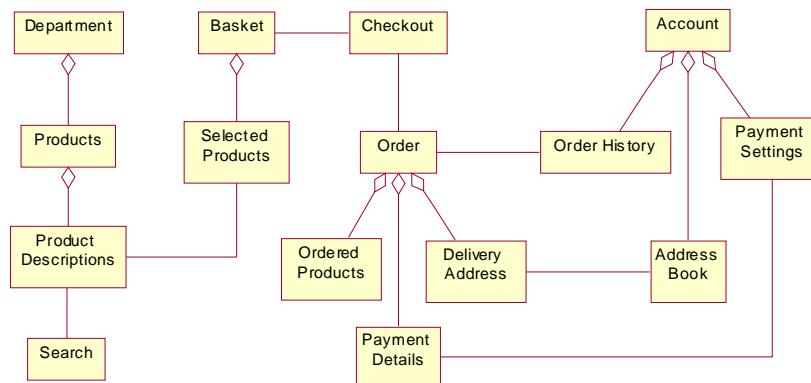 Department
Basket
Checkout
Account
Products
Selected
Products
Order
Order History
Payment
Settings
Product
Descriptions
Ordered
Products
Delivery
Address
Address
Book
Search
Payment
Details